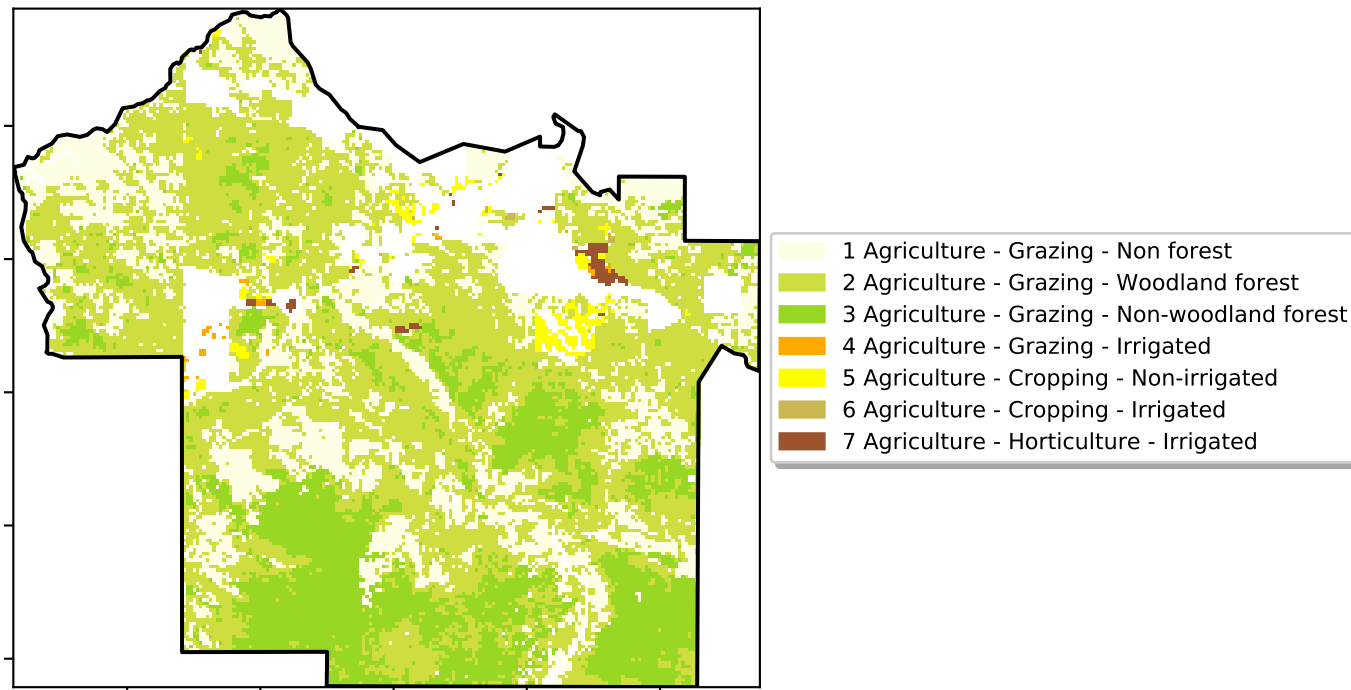 1 Agriculture - Grazing - Non forest
2 Agriculture - Grazing - Woodland forest
3 Agriculture - Grazing - Non-woodland forest
4 Agriculture - Grazing - Irrigated
5 Agriculture - Cropping - Non-irrigated
6 Agriculture - Cropping - Irrigated
7 Agriculture - Horticulture - Irrigated